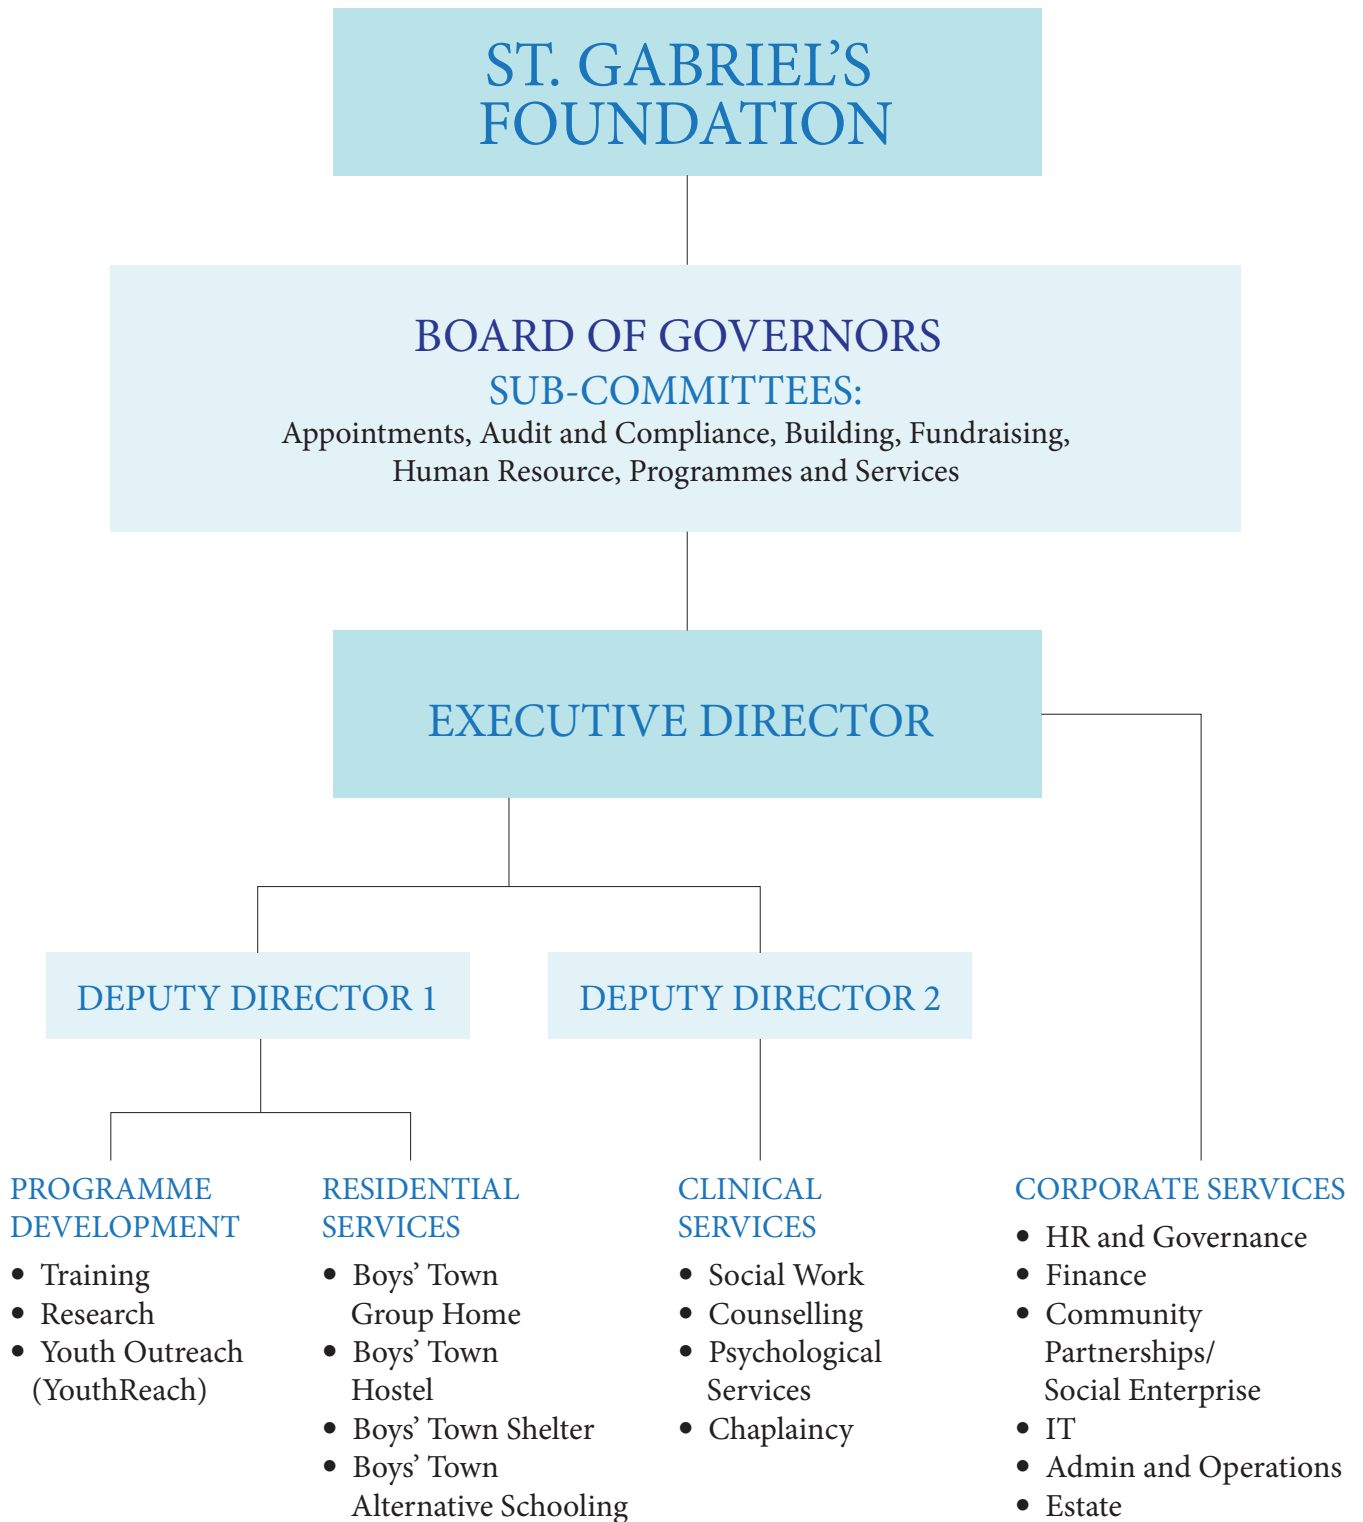 ST. GABRIEL’S
FOUNDATION
BOARD OF GOVERNORS
SUB-COMMITTEES:
Appointments, Audit and Compliance, Building, Fundraising,
Human Resource, Programmes and Services
EXECUTIVE DIRECTOR
DEPUTY DIRECTOR 1
DEPUTY DIRECTOR 2
PROGRAMME
DEVELOPMENT
• Training
• Research
• Youth Outreach
(YouthReach)
RESIDENTIAL
SERVICES
• Boys’ Town
Group Home
• Boys’ Town
Hostel
• Boys’ Town Shelter
• Boys’ Town
Alternative Schooling
CLINICAL
SERVICES
• Social Work
• Counselling
• Psychological
Services
• Chaplaincy
CORPORATE SERVICES
• HR and Governance
• Finance
• Community
Partnerships/
Social Enterprise
• IT
• Admin and Operations
• Estate